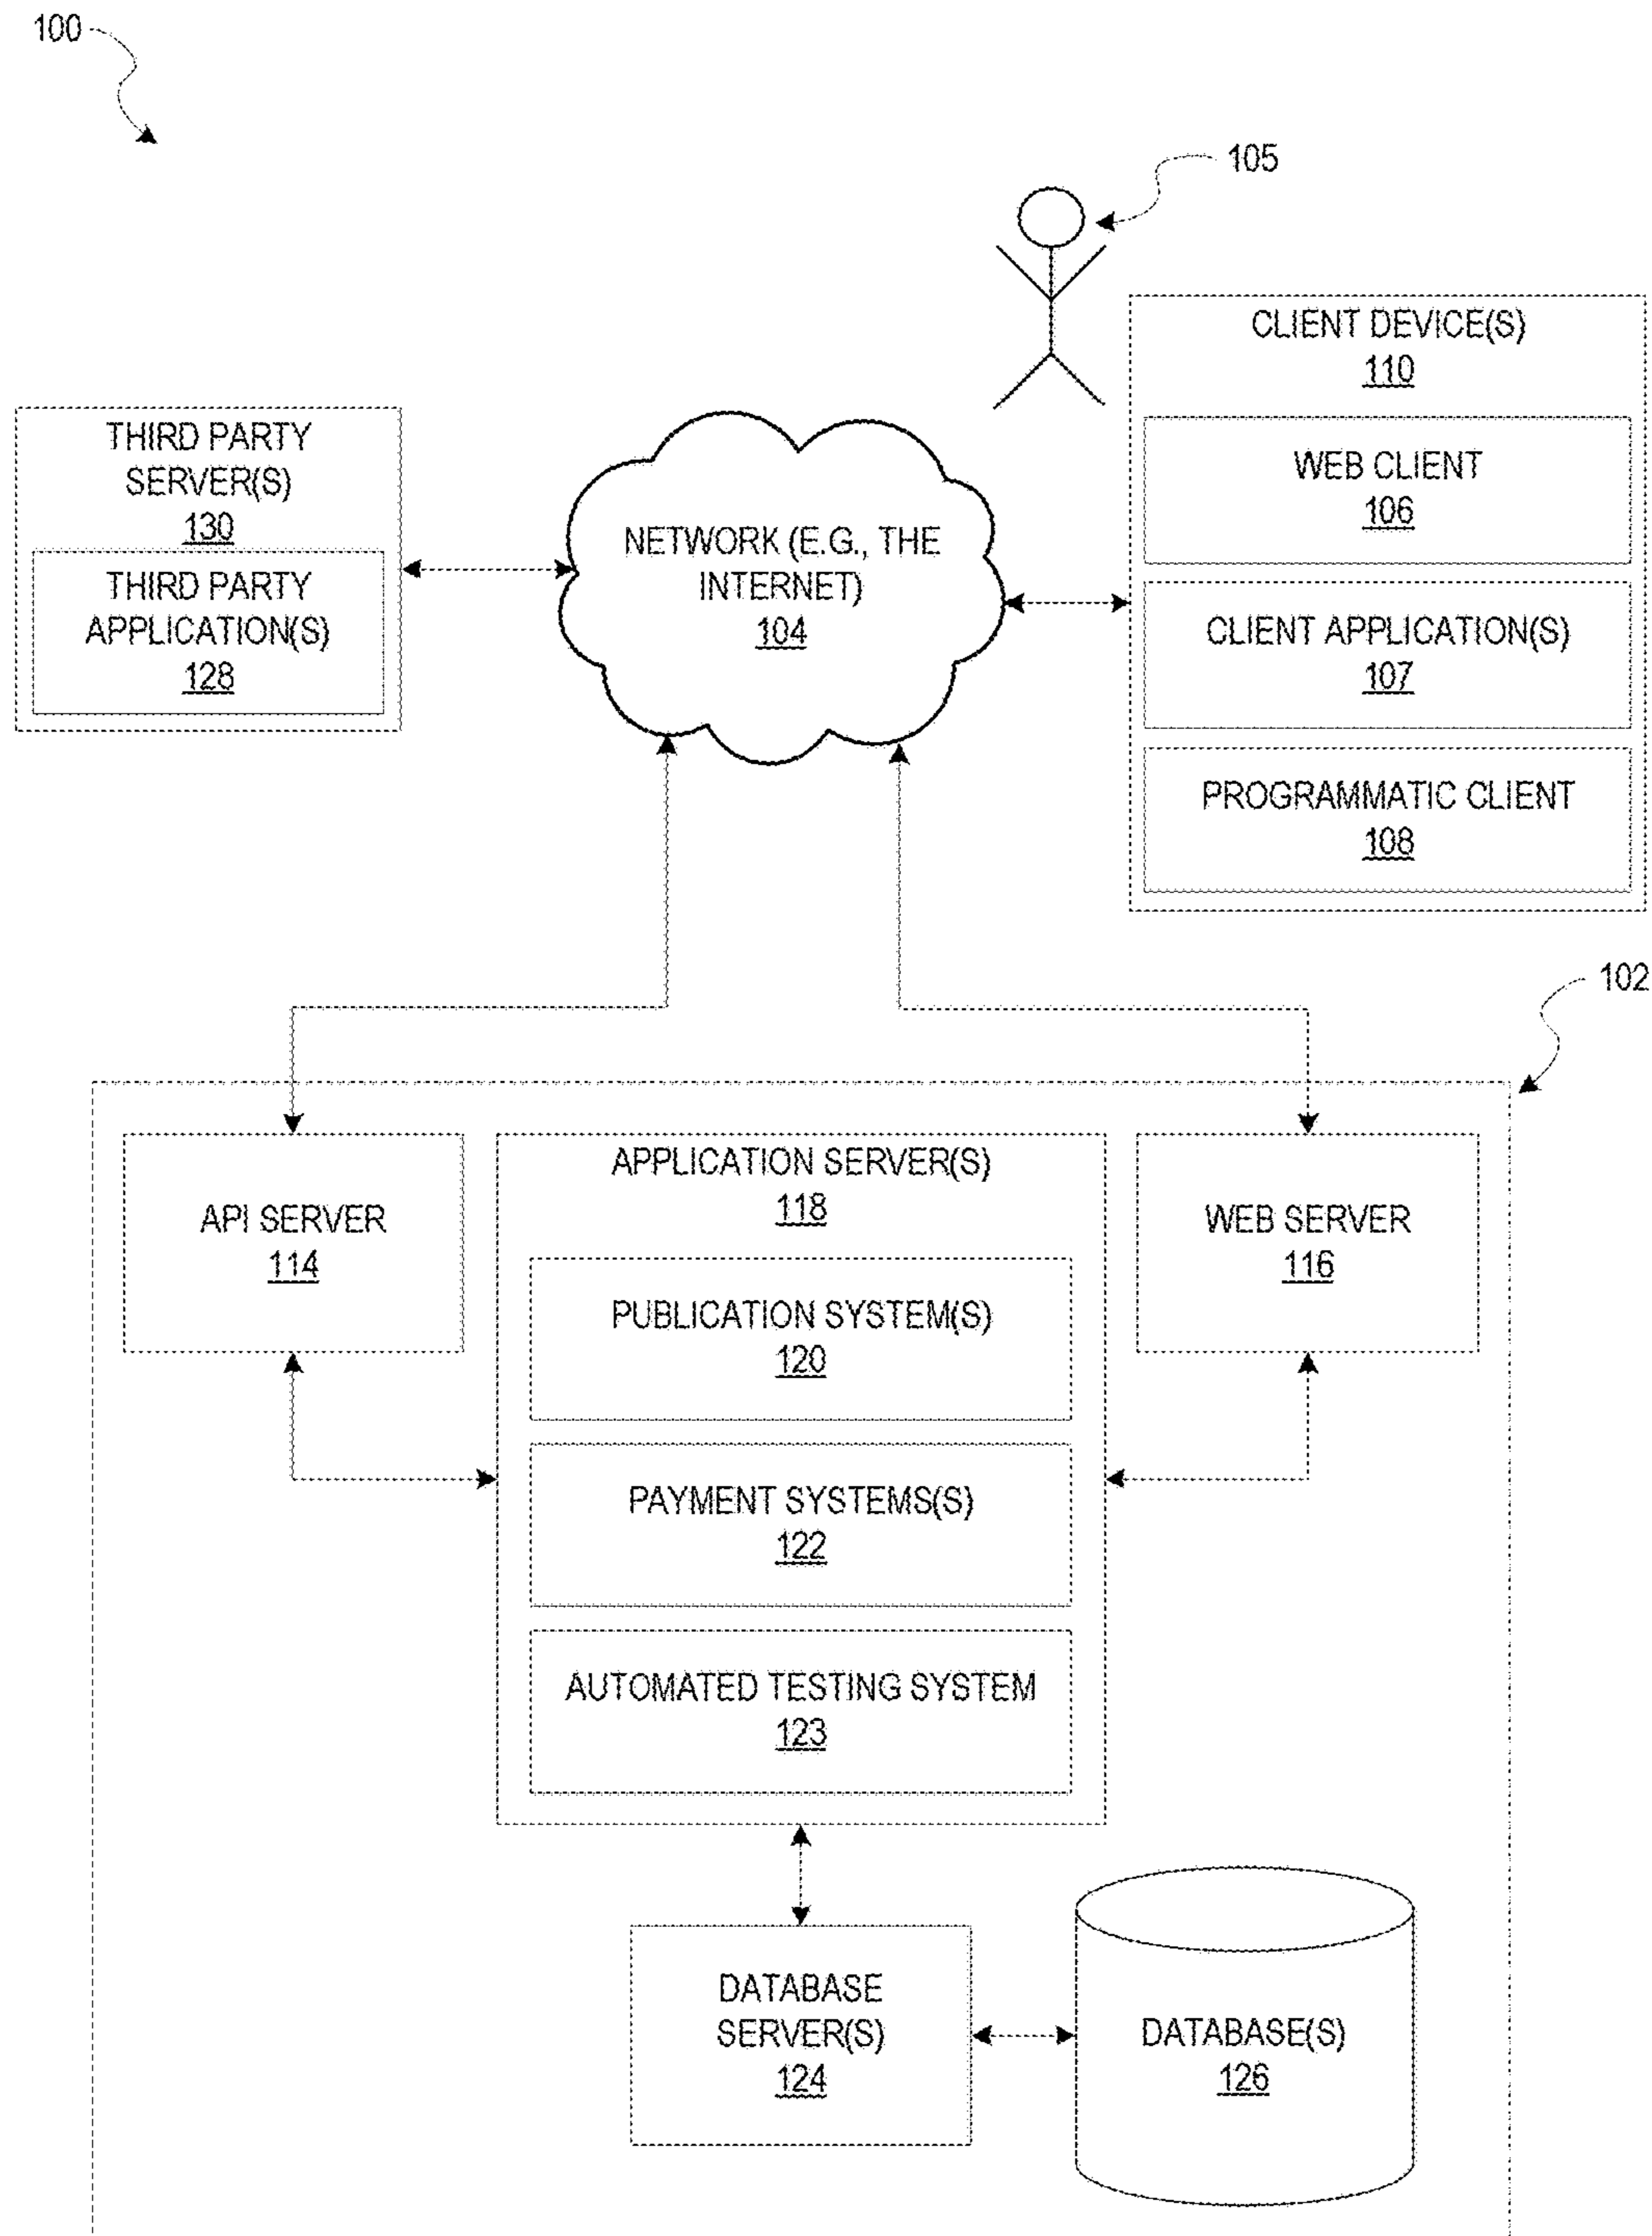 100
105
CLIENT DEVICE(S)
110
WEB CLIENT
106
CLIENT APPLICATION(S)
107
PROGRAMMATIC CLIENT
108
THIRD PARTY
SERVER(S)
130
THIRD PARTY
APPLICATION(S)
128
NETWORK (E.G., THE
INTERNET)
104
102
API SERVER
114
APPLICATION SERVER(S)
118
PUBLICATION SYSTEM(S)
120
PAYMENT SYSTEMS(S)
122
AUTOMATED TESTING SYSTEM
123
WEB SERVER
116
DATABASE
SERVER(S)
124
DATABASE(S)
126